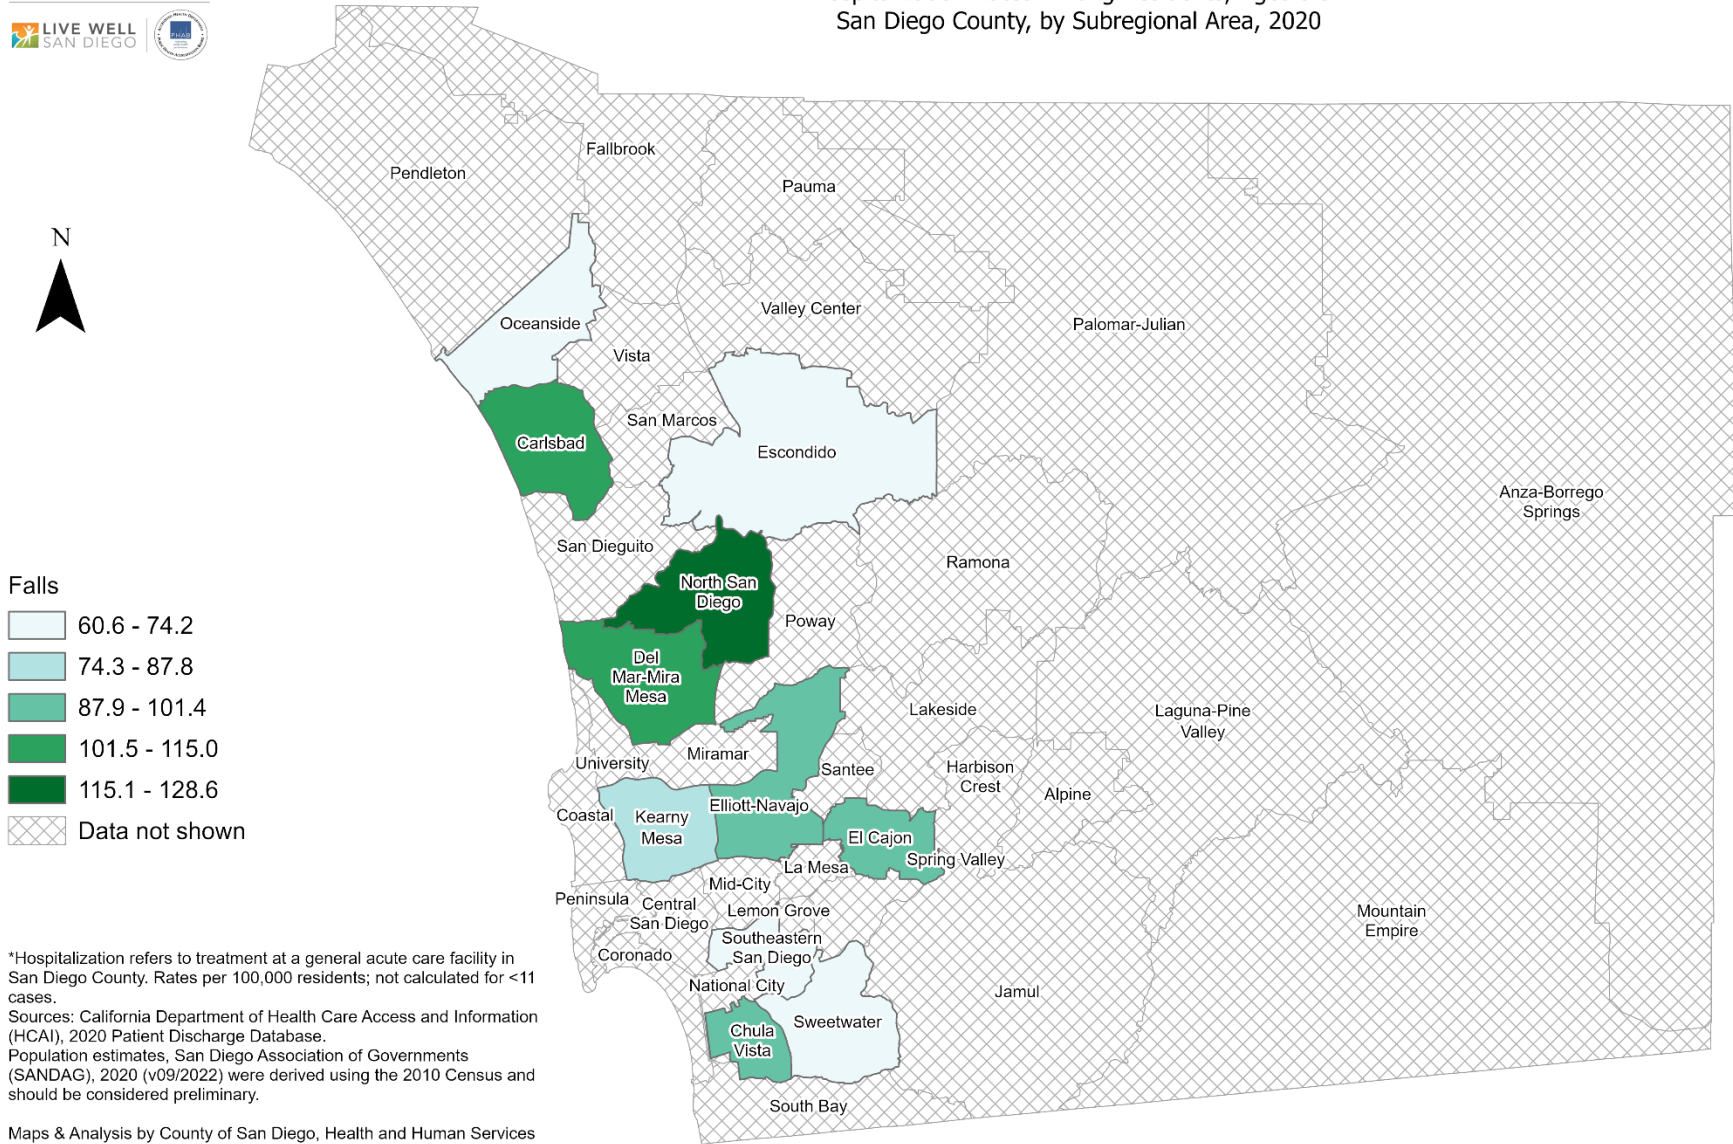 LIVE WELL
SAN DIEGO
PHAB
San Diego County, by Subregional Area, 2020
Fallbrook
Pendleton
Pauma
N
Valley Center
Oceanside
Palomar-Julian
Vista
San Marcos
Carlsbad
Escondido
Anza-Borrego
Springs
San Dieguito
Ramona
North San
Diego
Poway
Del
Mar-Mira
Mesa
Lakeside
Laguna-Pine
Valley
Miramar
University
Santee
Harbison
Crest
Alpine
Elliott-Navajo
Coastal
Kearny
Mesa
El Cajon
Spring Valley
La Mesa
Mid-City
Peninsula
Central
San Diego
Lemon Grove
Mountain
Empire
Southeastern
San Diego
Coronado
National City
Jamul
Sweetwater
Chula
Vista
South Bay
Falls
60.6 - 74.2
74.3 - 87.8
87.9 - 101.4
101.5 - 115.0
115.1 - 128.6
Data not shown
*Hospitalization refers to treatment at a general acute care facility in
San Diego County. Rates per 100,000 residents; not calculated for <11
cases.
Sources: California Department of Health Care Access and Information
(HCAI), 2020 Patient Discharge Database.
Population estimates, San Diego Association of Governments
(SANDAG), 2020 (v09/2022) were derived using the 2010 Census and
should be considered preliminary.
Maps & Analysis by County of San Diego, Health and Human Services